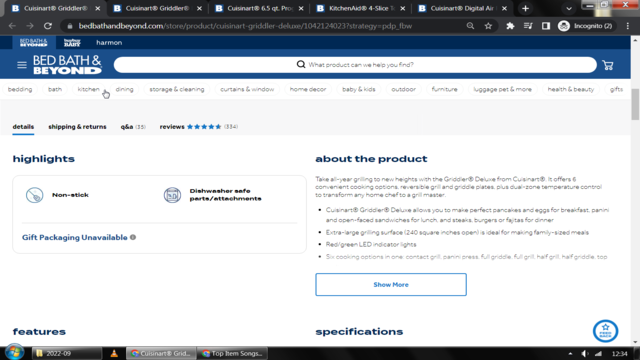 Cuisinart® Griddler®
Cuisinart® Griddler®
Cuisinart® 6.5 qt. Pro
KitchenAid® 4-Slice T
Cuisinart® Digital Air
bedbathandbeyond.com/store/product/cuisinart-griddler-deluxe/1042124023?strategy=pdp_fbw
Incognito (2)
BED BATH & BEYOND
buybuy BABY
harmon
BED BATH &
BEYOND
What product can we help you find?
bedding
bath
kitchen
dining
storage & cleaning
curtains & window
home decor
baby & kids
outdoor
furniture
luggage pet & more
health & beauty
gifts
details
shipping & returns
q&a (35)
reviews
(334)
highlights
about the product
Take all-year grilling to new heights with the Griddler® Deluxe from Cuisinart®. It offers 6
convenient cooking options, reversible grill and griddle plates, plus dual-zone temperature control
to transform any home chef to a grill master.
Non-stick
Dishwasher safe
parts/attachments
• Cuisinart® Griddler® Deluxe allows you to make perfect pancakes and eggs for breakfast, panini
and open-faced sandwiches for lunch, and steaks, burgers or fajitas for dinner
• Extra-large grilling surface (240 square inches open) is ideal for making family-sized meals
• Red/green LED indicator lights
• Six cooking options in one: contact grill, panini press, full griddle, full grill, half grill, half griddle, top
Gift Packaging Unavailable
Show More
features
specifications
FEED
BACK
2022-09
Cuisinart® Grid...
Top Item Songs...
12:34